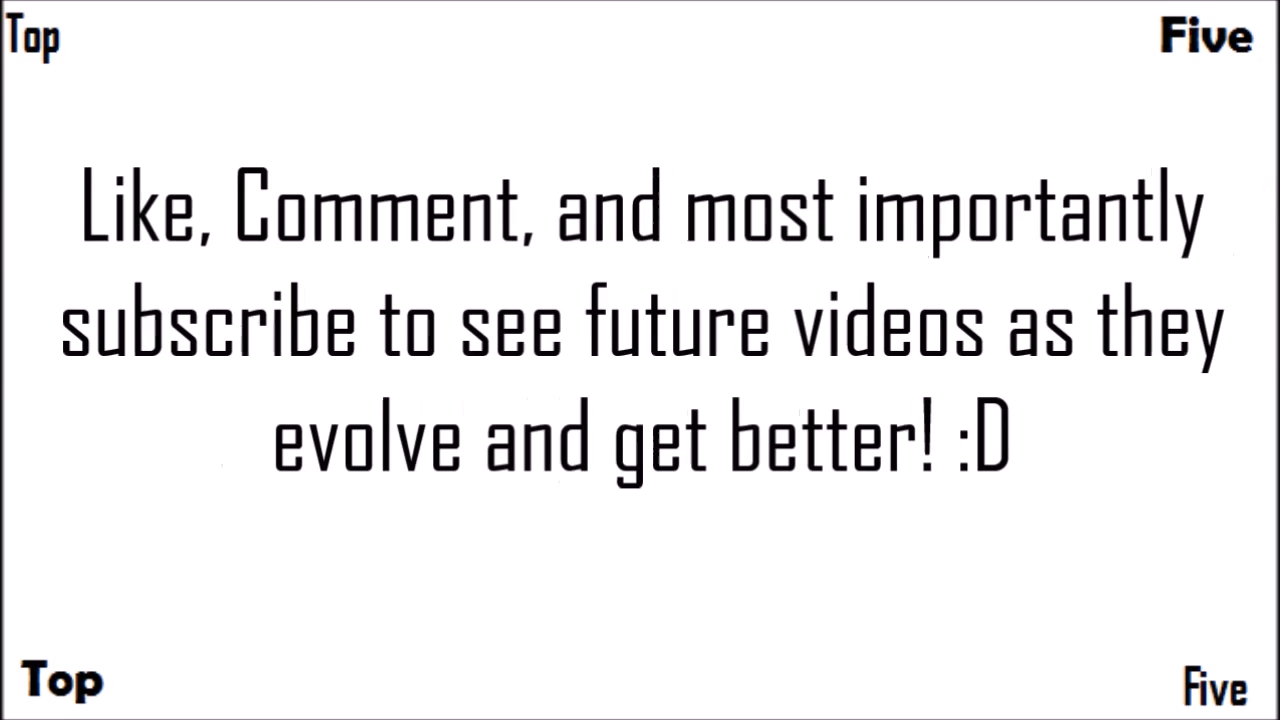 Top Five
Like, Comment, and most importantly
subscribe to see future videos as they
evolve and get better! :D
Top Five